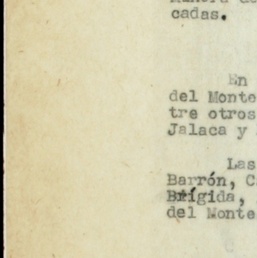 cadas.
En
del Monte
tre otros
Jalaca y
Las
Barrón, C
Brígida,
del Monte